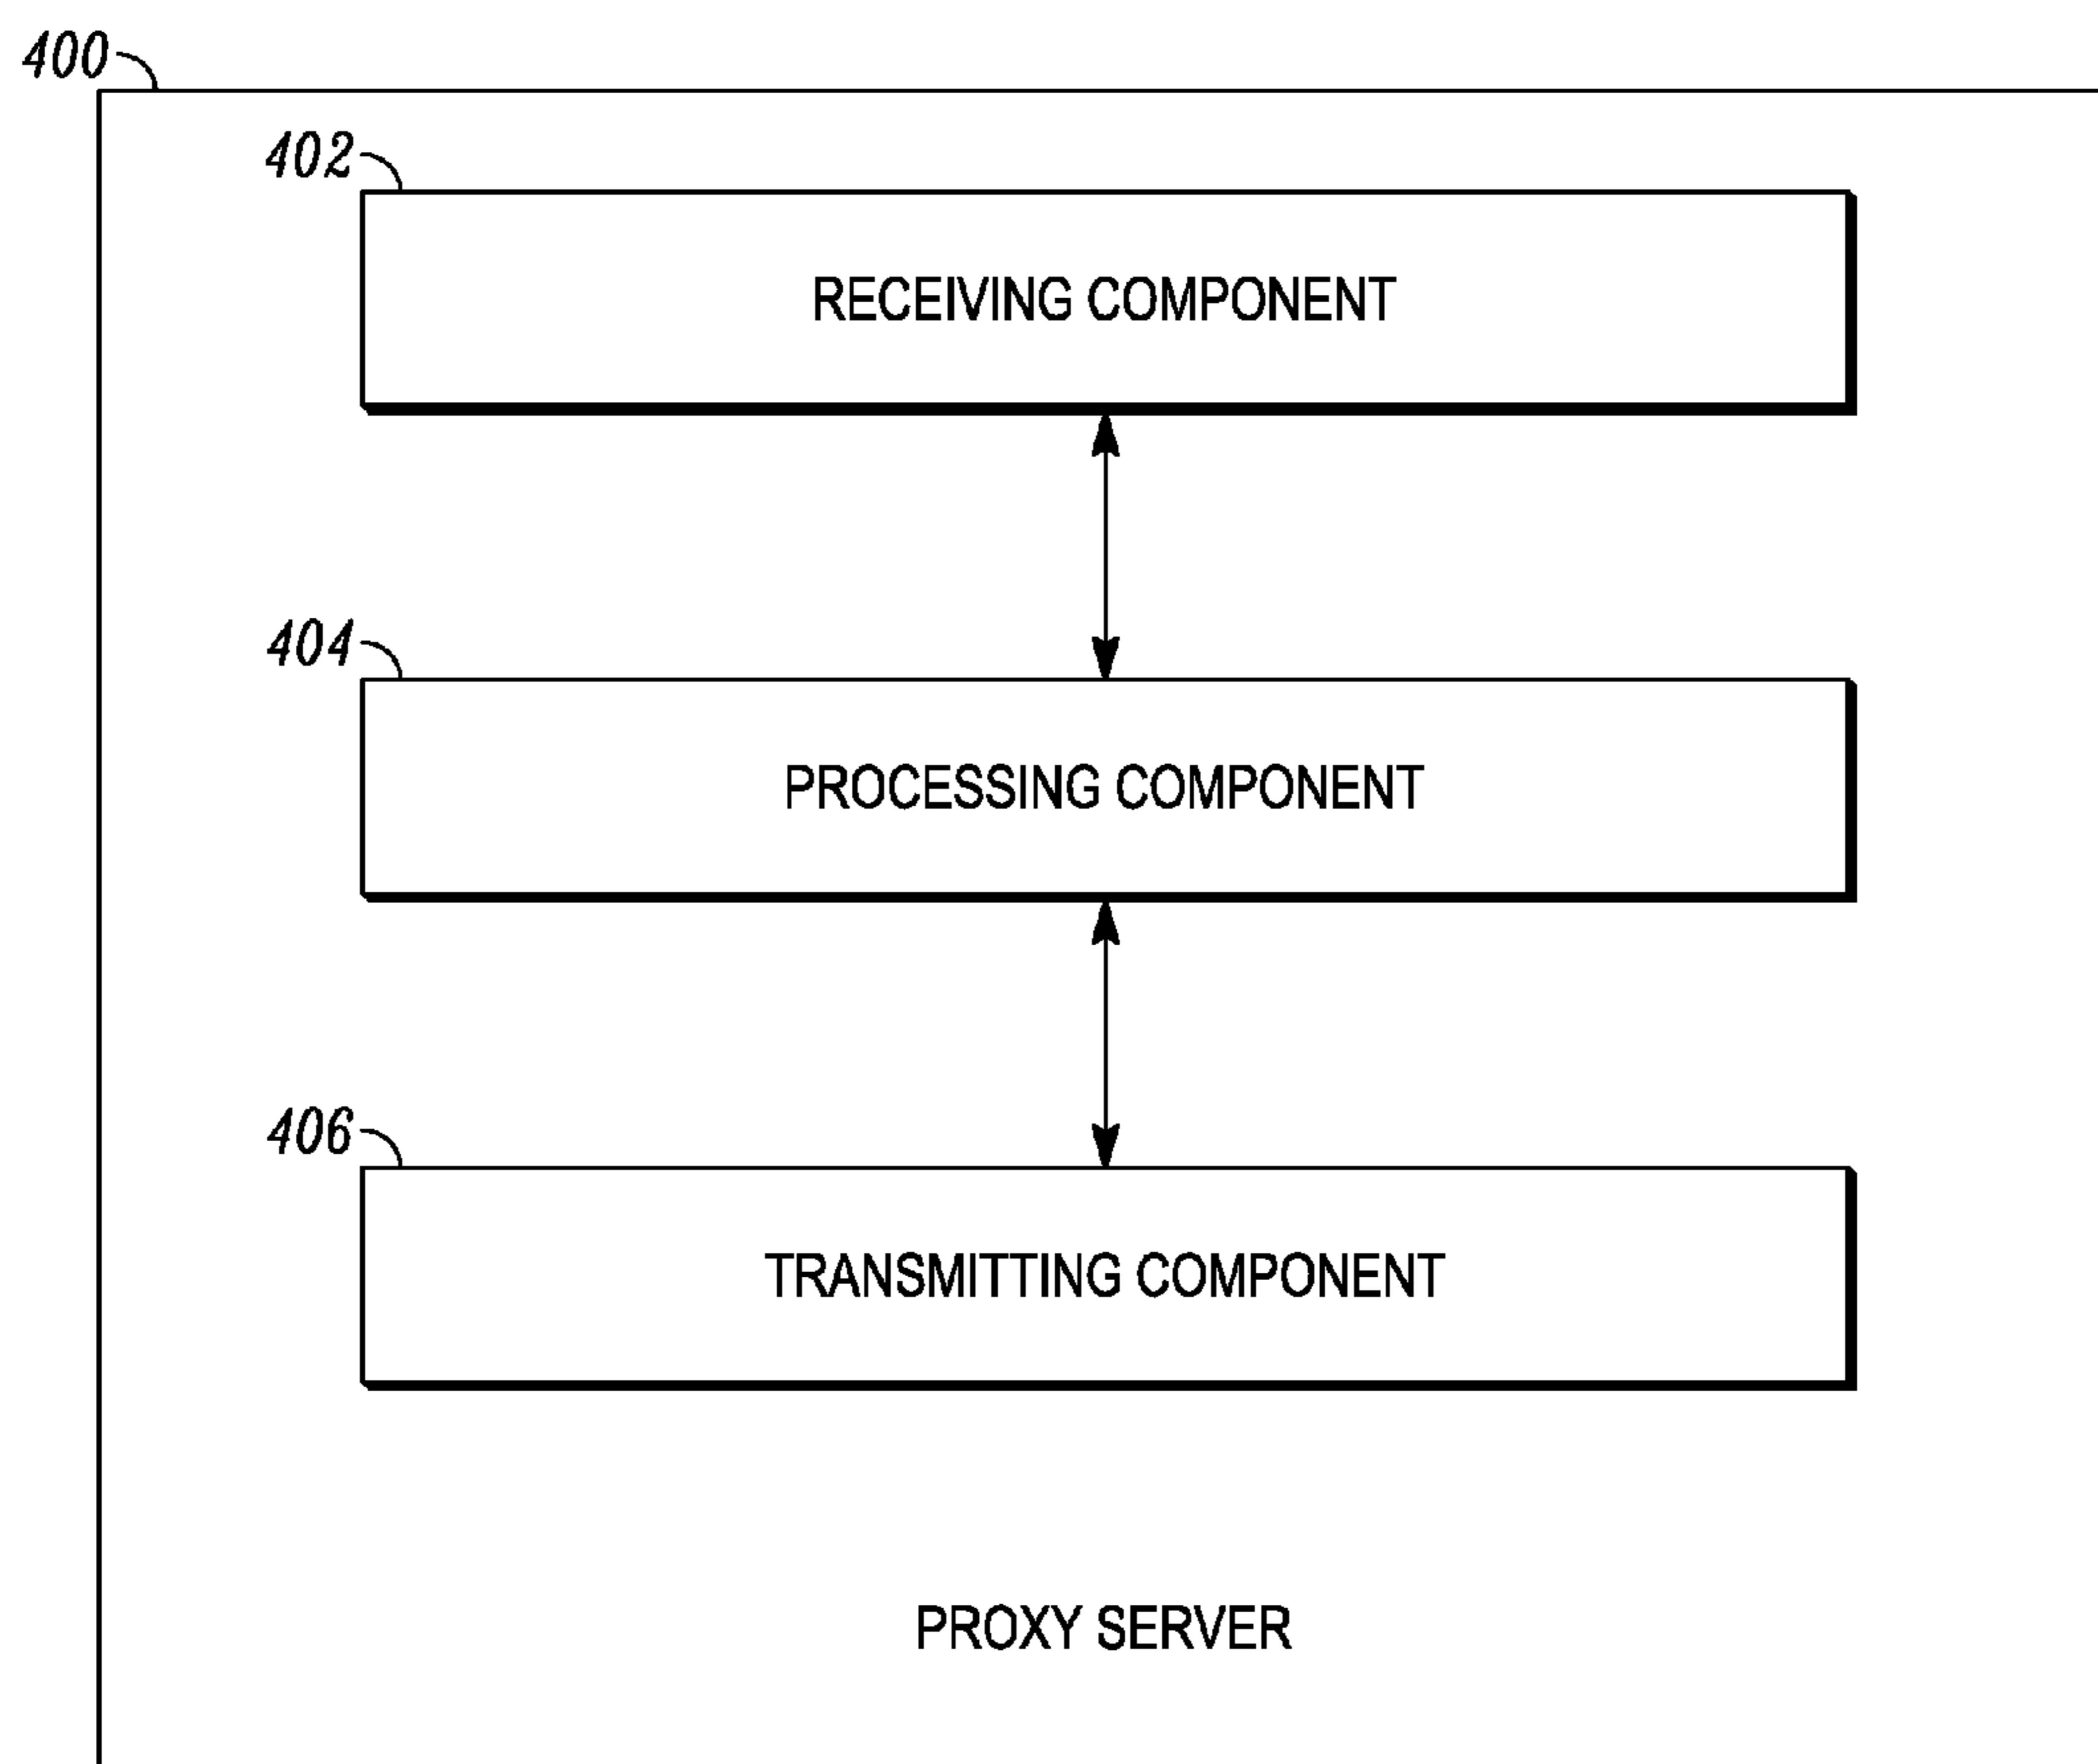 400
402
RECEIVING COMPONENT
404
PROCESSING COMPONENT
406
TRANSMITTING COMPONENT
PROXY SERVER